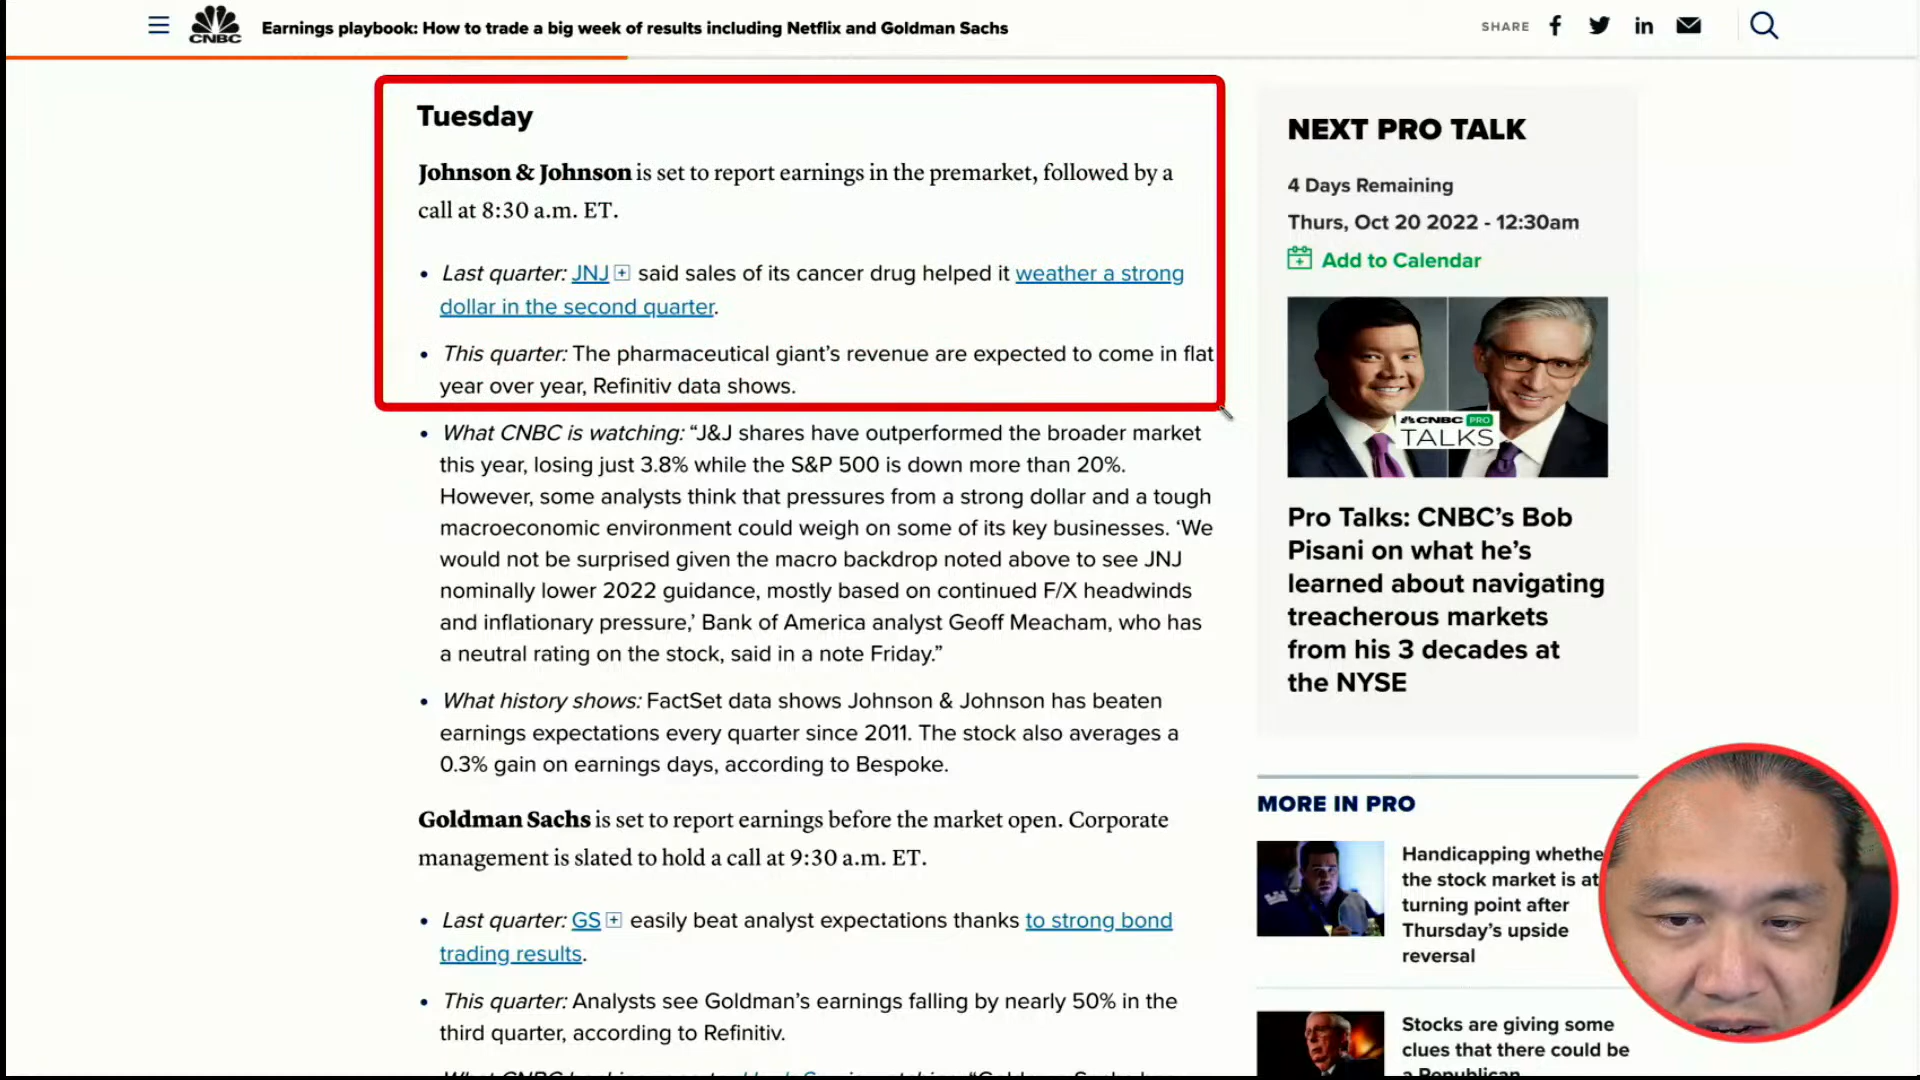 CNBC
Earnings playbook: How to trade a big week of results including Netflix and Goldman Sachs
SHARE
Tuesday
Johnson & Johnson is set to report earnings in the premarket, followed by a
call at 8:30 a.m. ET.
• Last quarter: JNJ said sales of its cancer drug helped it weather a strong
dollar in the second quarter.
• This quarter: The pharmaceutical giant’s revenue are expected to come in flat
year over year, Refinitiv data shows.
• What CNBC is watching: “J&J shares have outperformed the broader market
this year, losing just 3.8% while the S&P 500 is down more than 20%.
However, some analysts think that pressures from a strong dollar and a tough
macroeconomic environment could weigh on some of its key businesses. ‘We
would not be surprised given the macro backdrop noted above to see JNJ
nominally lower 2022 guidance, mostly based on continued F/X headwinds
and inflationary pressure,’ Bank of America analyst Geoff Meacham, who has
a neutral rating on the stock, said in a note Friday.”
• What history shows: FactSet data shows Johnson & Johnson has beaten
earnings expectations every quarter since 2011. The stock also averages a
0.3% gain on earnings days, according to Bespoke.
Goldman Sachs is set to report earnings before the market open. Corporate
management is slated to hold a call at 9:30 a.m. ET.
• Last quarter: GS easily beat analyst expectations thanks to strong bond
trading results.
• This quarter: Analysts see Goldman’s earnings falling by nearly 50% in the
third quarter, according to Refinitiv.
NEXT PRO TALK
4 Days Remaining
Thurs, Oct 20 2022 - 12:30am
Add to Calendar
CNBC PRO
TALKS
Pro Talks: CNBC’s Bob
Pisani on what he’s
learned about navigating
treacherous markets
from his 3 decades at
the NYSE
MORE IN PRO
Handicapping whethe
the stock market is at
turning point after
Thursday’s upside
reversal
Stocks are giving some
clues that there could be
a Republican